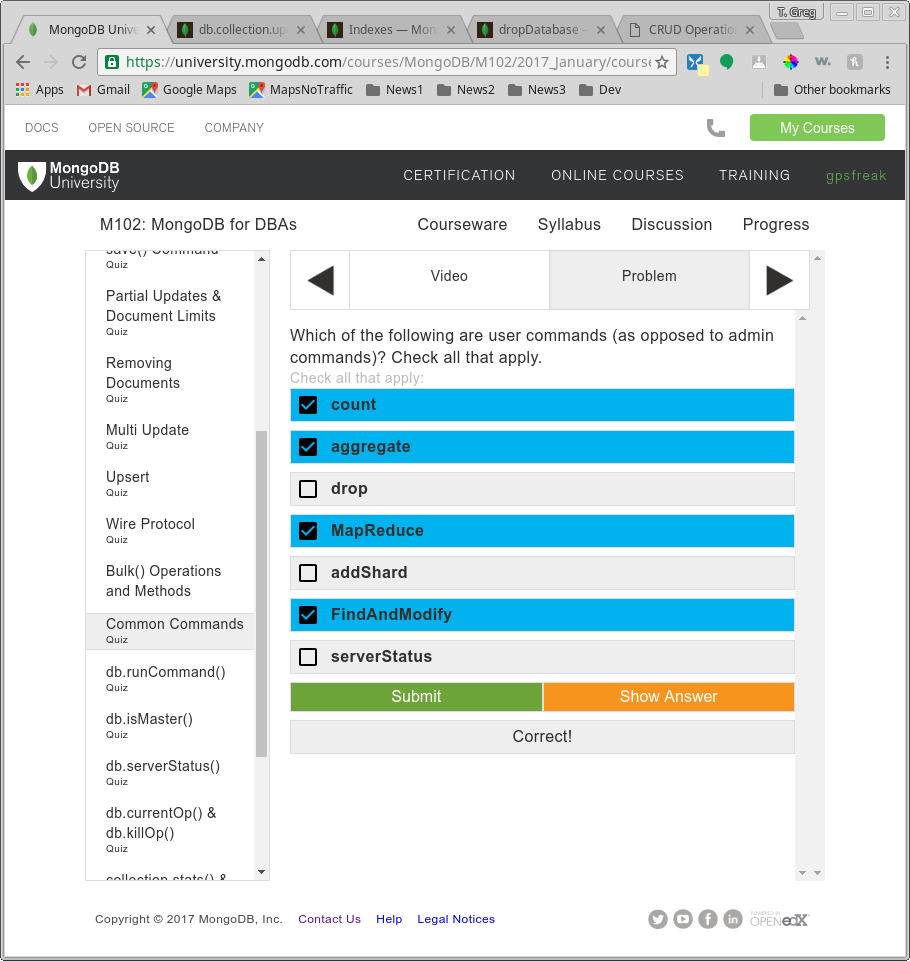 T. Greg
MongoDB Unive
db.collection.up
Indexes — Mon
dropDatabase —
CRUD Operatio
https://university.mongodb.com/courses/MongoDB/M102/2017_January/course
Apps
Gmail
Google Maps
MapsNoTraffic
News1
News2
News3
Dev
Other bookmarks
DOCS
OPEN SOURCE
COMPANY
My Courses
MongoDB
University
CERTIFICATION
ONLINE COURSES
TRAINING
gpsfreak
M102: MongoDB for DBAs
Courseware
Syllabus
Discussion
Progress
save() Command
Quiz
Partial Updates &
Document Limits
Quiz
Removing
Documents
Quiz
Multi Update
Quiz
Upsert
Quiz
Wire Protocol
Quiz
Bulk() Operations
and Methods
Common Commands
Quiz
db.runCommand()
Quiz
db.isMaster()
Quiz
db.serverStatus()
Quiz
db.currentOp() &
db.killOp()
Quiz
collection.stats() &
Video
Problem
Which of the following are user commands (as opposed to admin
commands)? Check all that apply.
Check all that apply:
count
aggregate
drop
MapReduce
addShard
FindAndModify
serverStatus
Submit
Show Answer
Correct!
Copyright © 2017 MongoDB, Inc.
Contact Us
Help
Legal Notices
POWERED BY
OPEN edX